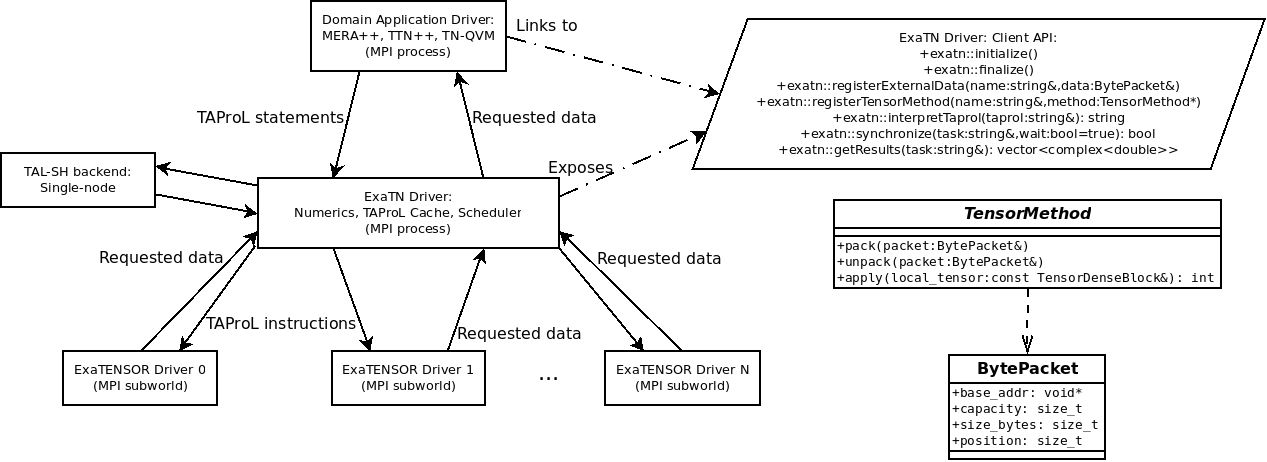 Domain Application Driver:
MERA++, TTN++, TN-QVM
(MPI process)
Links to
ExaTN Driver: Client API:
+exatn::initialize()
+exatn::finalize()
+exatn::registerExternalData(name:string&,data:BytePacket&)
+exatn::registerTensorMethod(name:string&,method:TensorMethod*)
+exatn::interpretTaprol(taprol:string&): string
+exatn::synchronize(task:string&,wait:bool=true): bool
+exatn::getResults(task:string&): vector<complex<double>>
TAProL statements
Requested data
Exposes
TAL-SH backend:
Single-node
ExaTN Driver:
Numerics, TAProL Cache, Scheduler
(MPI process)
TensorMethod
+pack(packet:BytePacket&)
+unpack(packet:BytePacket&)
+apply(local_tensor:const TensorDenseBlock&): int
Requested data
Requested data
TAProL instructions
Requested data
ExaTENSOR Driver 0
(MPI subworld)
ExaTENSOR Driver 1
(MPI subworld)
...
ExaTENSOR Driver N
(MPI subworld)
BytePacket
+base_addr: void*
+capacity: size_t
+size_bytes: size_t
+position: size_t